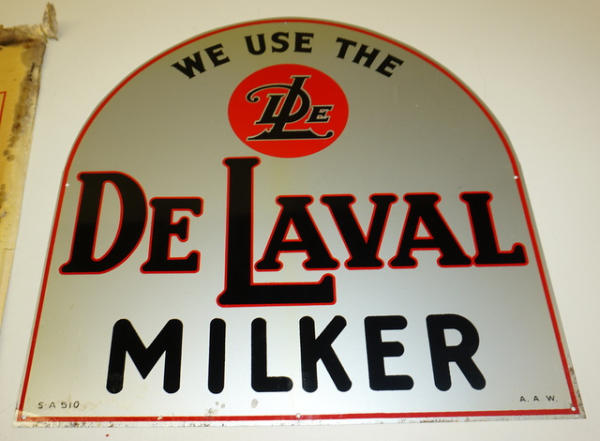 WE USE THE
DLE
DE LAVAL
MILKER
S-A 510
A. A. W.